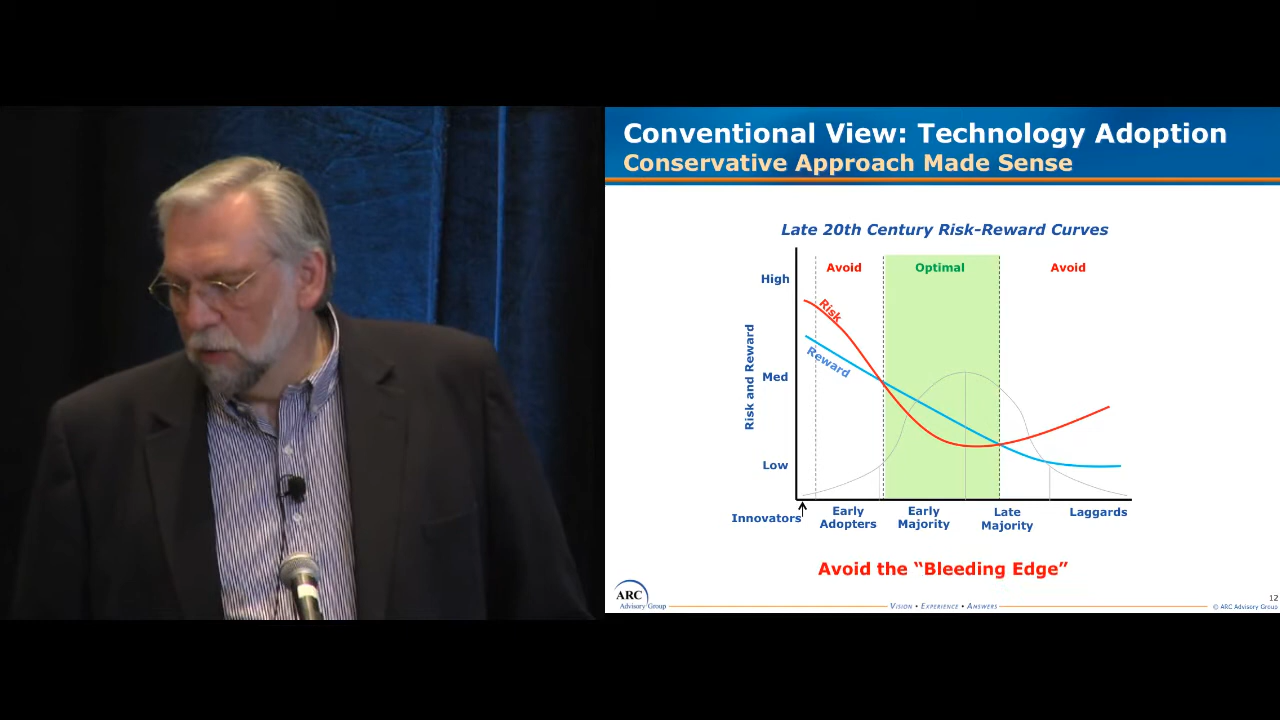 Conventional View: Technology Adoption
Conservative Approach Made Sense
Late 20th Century Risk-Reward Curves
Avoid
Optimal
Avoid
High
Risk
Reward
Risk and Reward
Med
Low
Innovators
Early
Adopters
Early
Majority
Late
Majority
Laggards
Avoid the “Bleeding Edge”
ARC
Advisory Group
VISION • EXPERIENCE • ANSWERS
12
© ARC Advisory Group